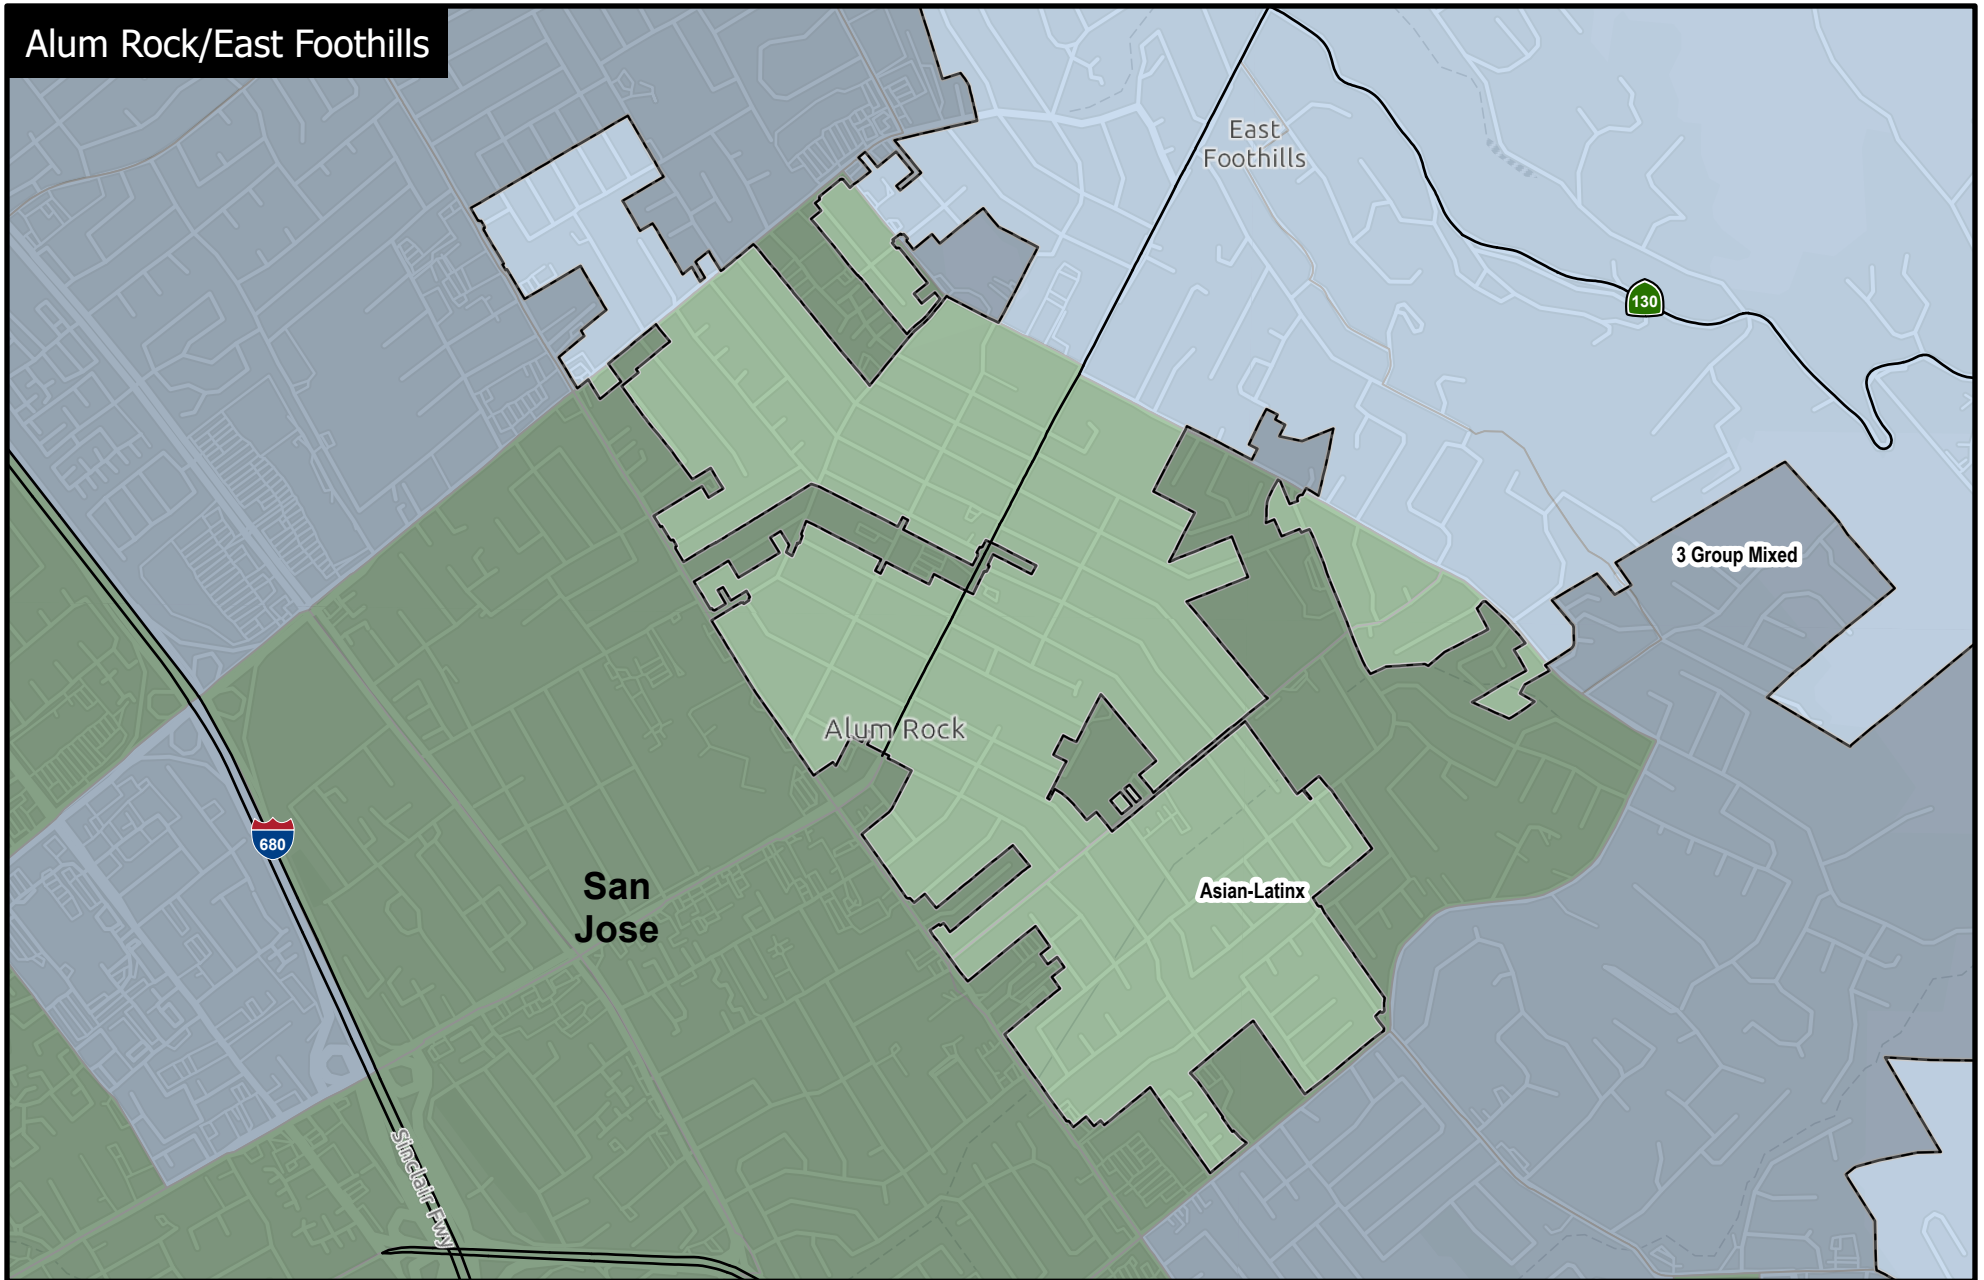 Alum Rock/East Foothills
East
Foothills
130
3 Group Mixed
Alum Rock
680
San
Jose
Asian-Latinx
Sinclair Fwy